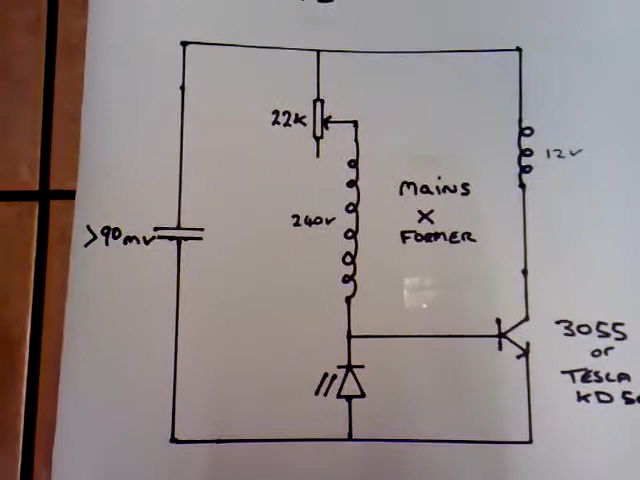 22K
12v
MAINS
X
FORMER
240v
>90mv
3055
or
TESLA